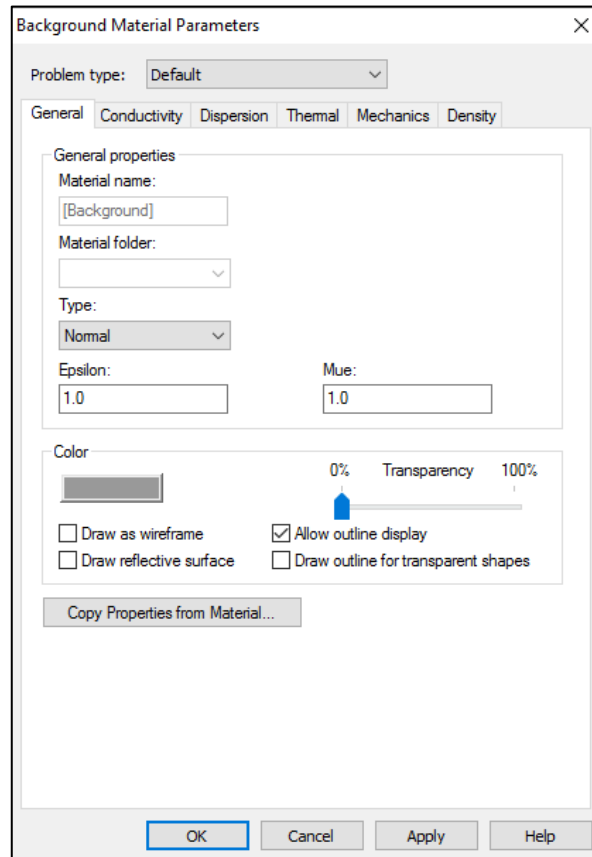 Background Material Parameters
Problem type: Default
General Conductivity Dispersion Thermal Mechanics Density
General properties
Material name:
[Background]
Material folder:
Type:
Normal
Epsilon: Mue:
1.0 1.0
Color
0% Transparency 100%
Draw as wireframe Allow outline display
Draw reflective surface Draw outline for transparent shapes
Copy Properties from Material...
OK Cancel Apply Help